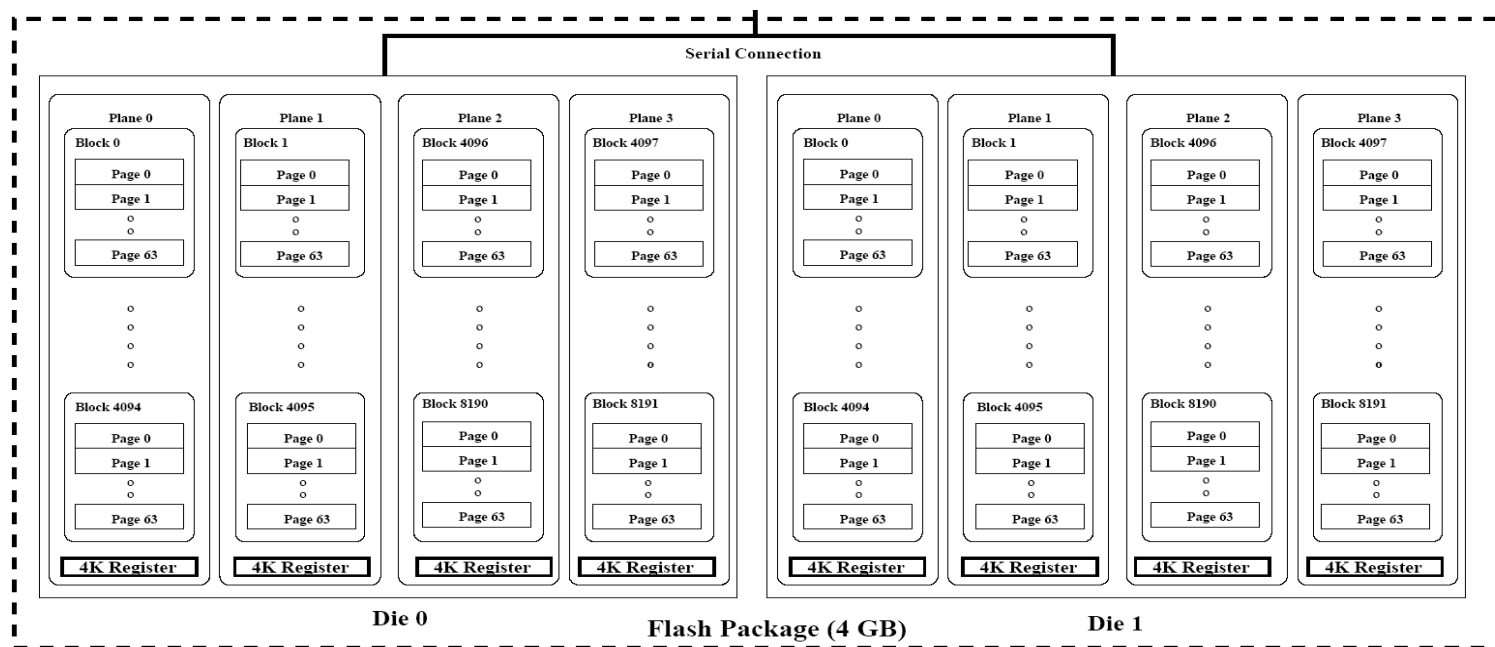 Serial Connection
Plane 0 Plane 1 Plane 2 Plane 3 Plane 0 Plane 1 Plane 2 Plane 3
Block 0 Block 1 Block 4096 Block 4097 Block 0 Block 1 Block 4096 Block 4097
Page 0 Page 0 Page 0 Page 0 Page 0 Page 0 Page 0 Page 0
Page 1 Page 1 Page 1 Page 1 Page 1 Page 1 Page 1 Page 1
Page 63 Page 63 Page 63 Page 63 Page 63 Page 63 Page 63 Page 63
Block 4094 Block 4095 Block 8190 Block 8191 Block 4094 Block 4095 Block 8190 Block 8191
Page 0 Page 0 Page 0 Page 0 Page 0 Page 0 Page 0 Page 0
Page 1 Page 1 Page 1 Page 1 Page 1 Page 1 Page 1 Page 1
Page 63 Page 63 Page 63 Page 63 Page 63 Page 63 Page 63 Page 63
4K Register 4K Register 4K Register 4K Register 4K Register 4K Register 4K Register 4K Register
Die 0 Flash Package (4 GB) Die 1